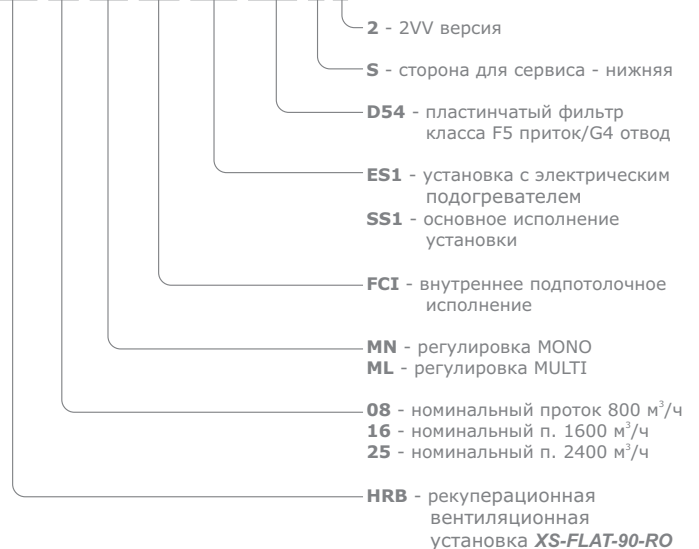 2 - 2VV версия
S - сторона для сервиса - нижняя
D54 - пластинчатый фильтр
класса F5 приток/G4 отвод
ES1 - установка с электрическим
подогревателем
SS1 - основное исполнение
установки
FCI - внутреннее подпотолочное
исполнение
MN - регулировка MONO
ML - регулировка MULTI
08 - номинальный проток 800 м³/ч
16 - номинальный п. 1600 м³/ч
25 - номинальный п. 2400 м³/ч
HRB - рекуперационная
вентиляционная
установка XS-FLAT-90-RO